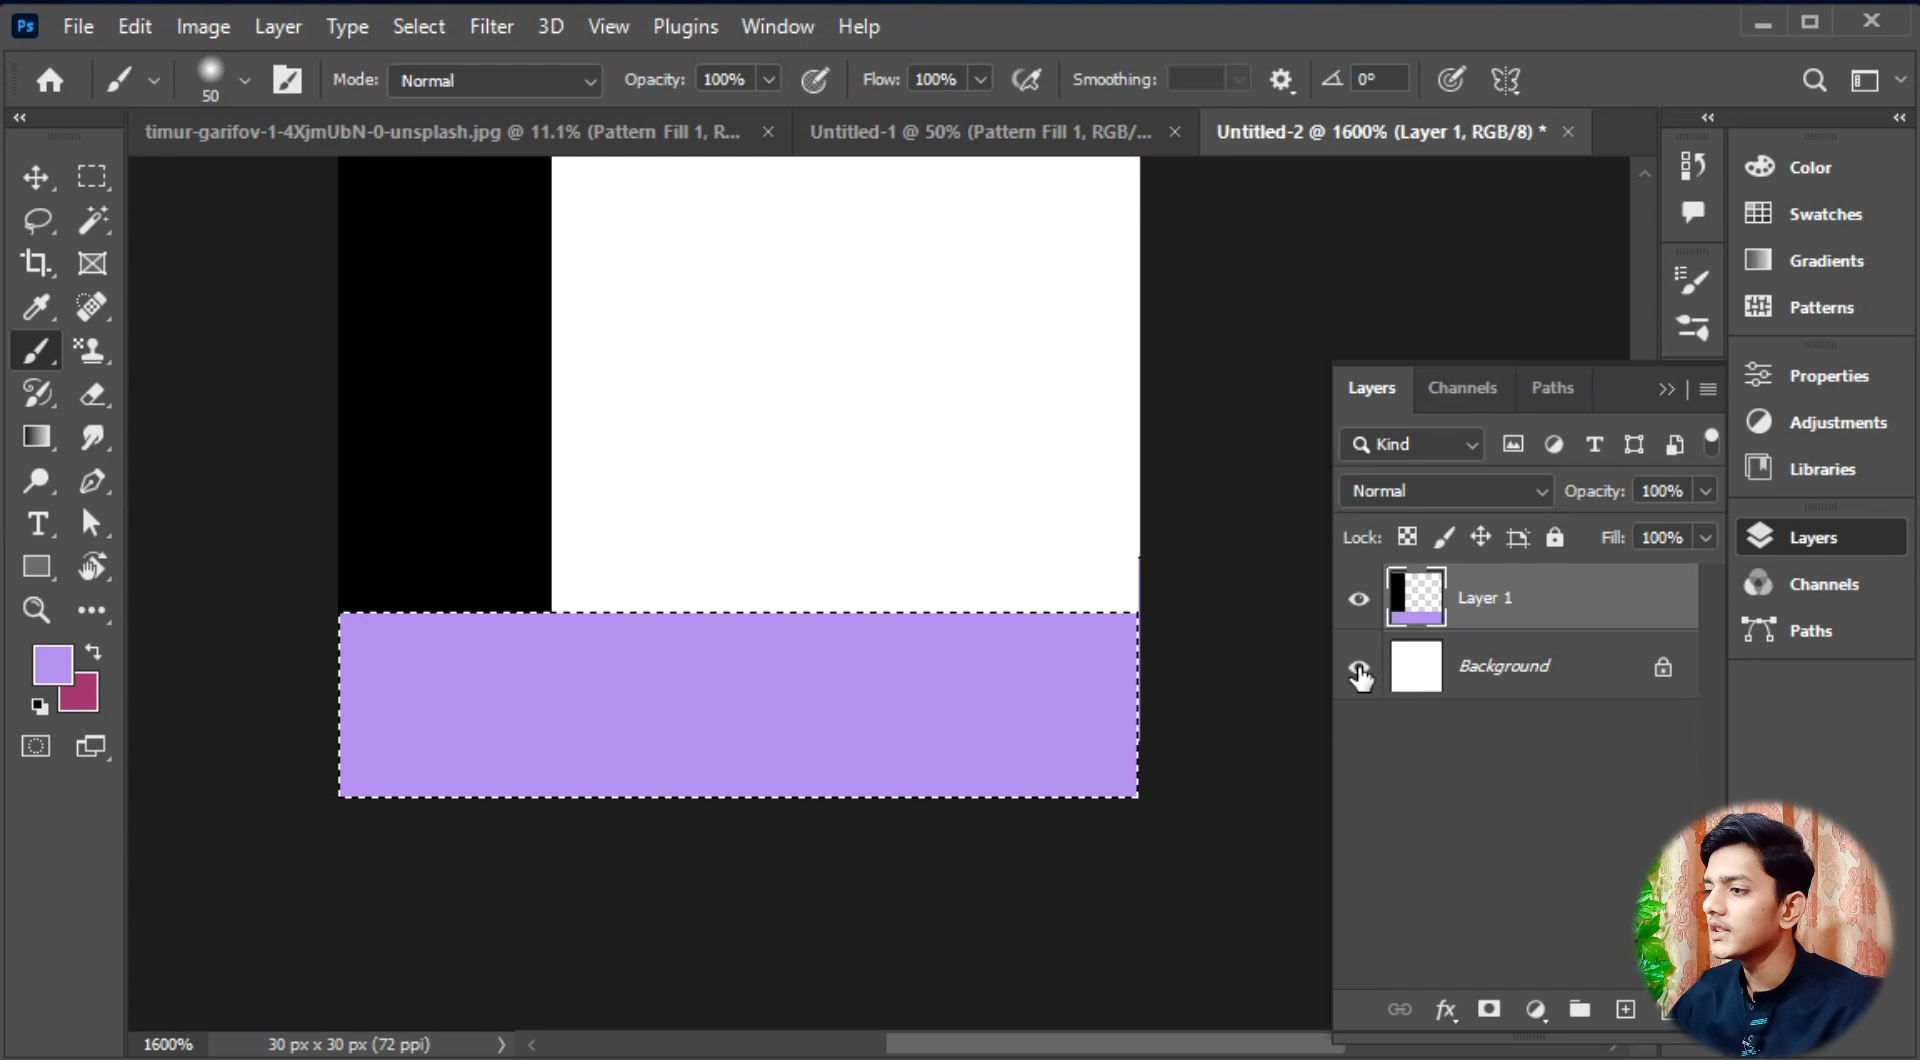 Ps File Edit Image Layer Type Select Filter 3D View Plugins Window Help
50 Mode: Normal Opacity: 100% Flow: 100% Smoothing: 0°
timur-garifov-1-4XjmUbN-0-unsplash.jpg @ 11.1% (Pattern Fill 1, R... Untitled-1 @ 50% (Pattern Fill 1, RGB/... Untitled-2 @ 1600% (Layer 1, RGB/8) *
Color
Swatches
Gradients
Patterns
Properties
Adjustments
Libraries
Layers
Channels
Paths
Layers Channels Paths
Kind
Normal Opacity: 100%
Lock: Fill: 100%
Layer 1
Background
fx
1600% 30 px x 30 px (72 ppi)